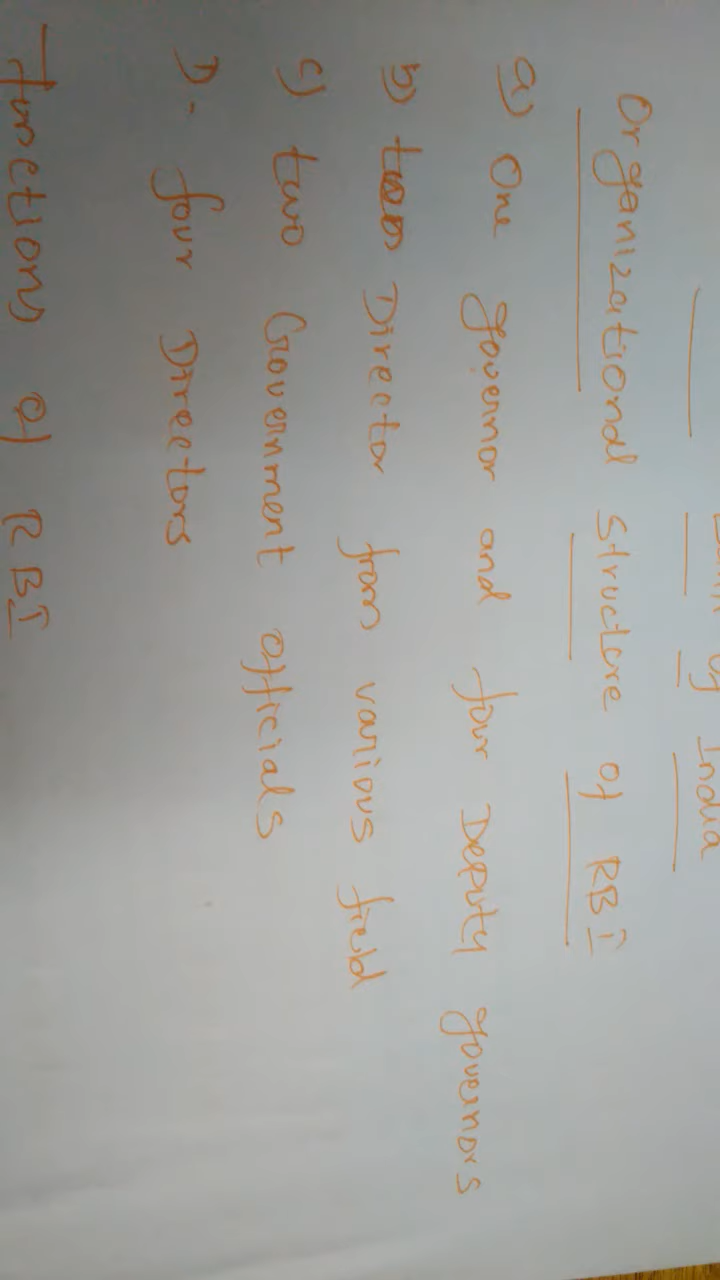 of India
Organizational Structure of RBI
a) One governor and four Deputy governors
b) Director from various field
c) two Government officials
D. four Directors
Functions of RBI